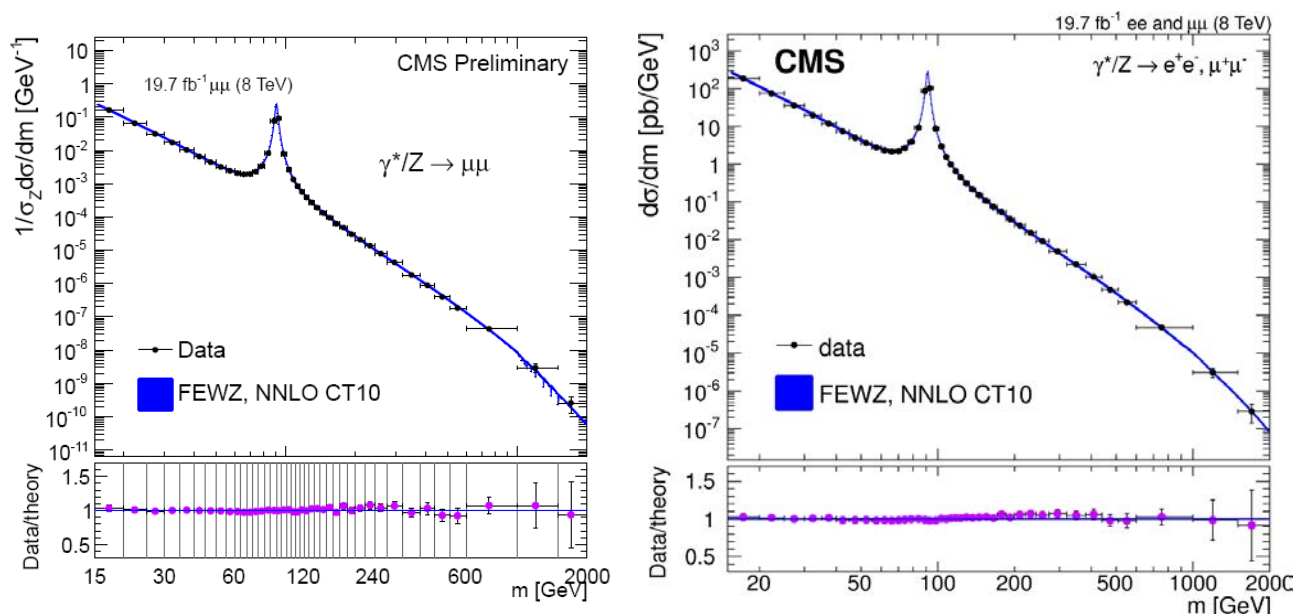 CMS Preliminary
19.7 fb⁻¹ μμ (8 TeV)
γ*/Z → μμ
1/σ_Z dσ/dm [GeV⁻¹]
10
1
10⁻¹
10⁻²
10⁻³
10⁻⁴
10⁻⁵
10⁻⁶
10⁻⁷
10⁻⁸
10⁻⁹
10⁻¹⁰
10⁻¹¹
Data
FEWZ, NNLO CT10
Data/theory
1.5
1
0.5
15 30 60 120 240 600 2000
m [GeV]
19.7 fb⁻¹ ee and μμ (8 TeV)
CMS
γ*/Z → e⁺e⁻, μ⁺μ⁻
dσ/dm [pb/GeV]
10³
10²
10
1
10⁻¹
10⁻²
10⁻³
10⁻⁴
10⁻⁵
10⁻⁶
10⁻⁷
data
FEWZ, NNLO CT10
Data/theory
1.5
1
0.5
20 50 100 200 500 1000 2000
m [GeV]